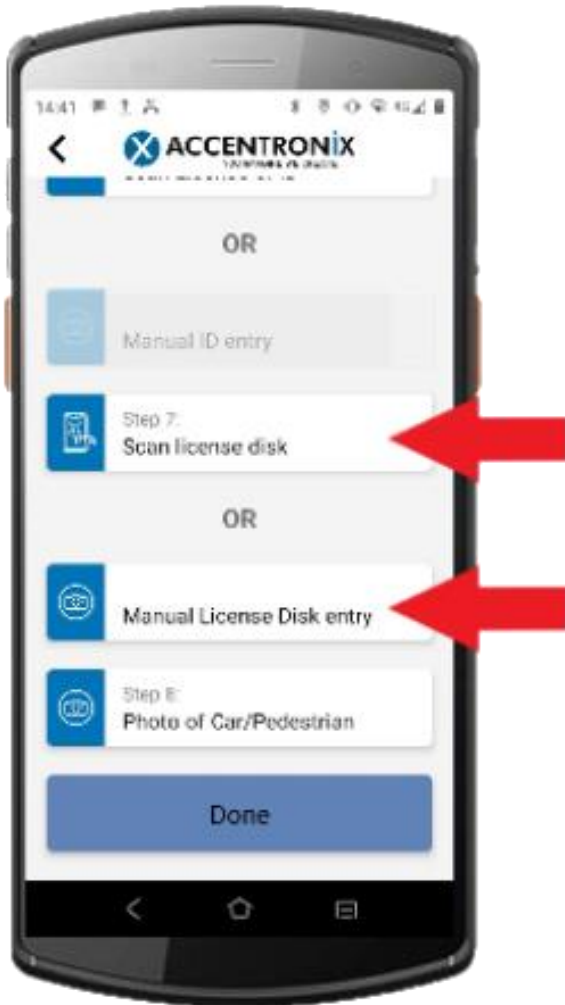 14:41
ACCENTRONIX
OR
Manual ID entry
Step 7:
Scan license disk
OR
Manual License Disk entry
Step 8:
Photo of Car/Pedestrian
Done